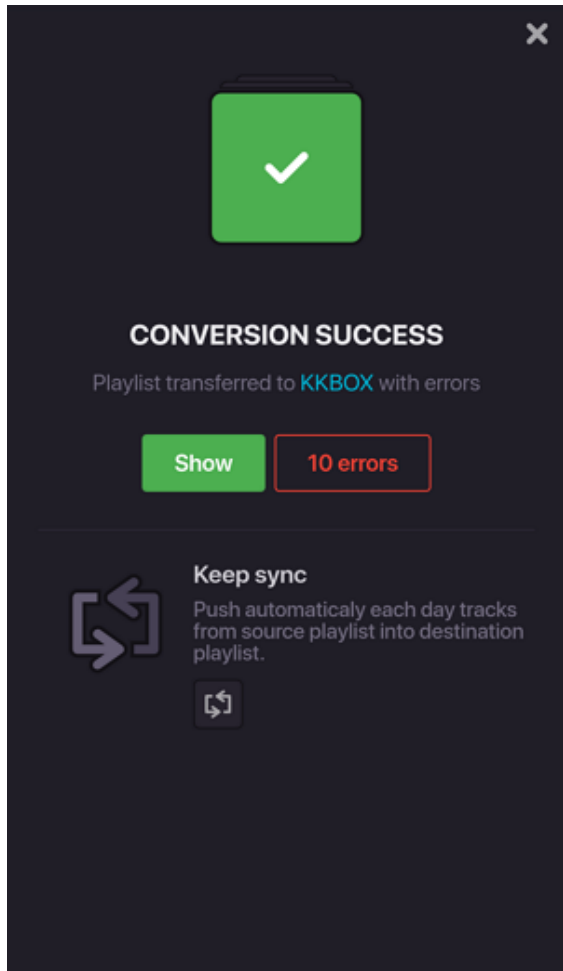 CONVERSION SUCCESS
Playlist transferred to KKBOX with errors
Show
10 errors
Keep sync
Push automaticaly each day tracks
from source playlist into destination
playlist.